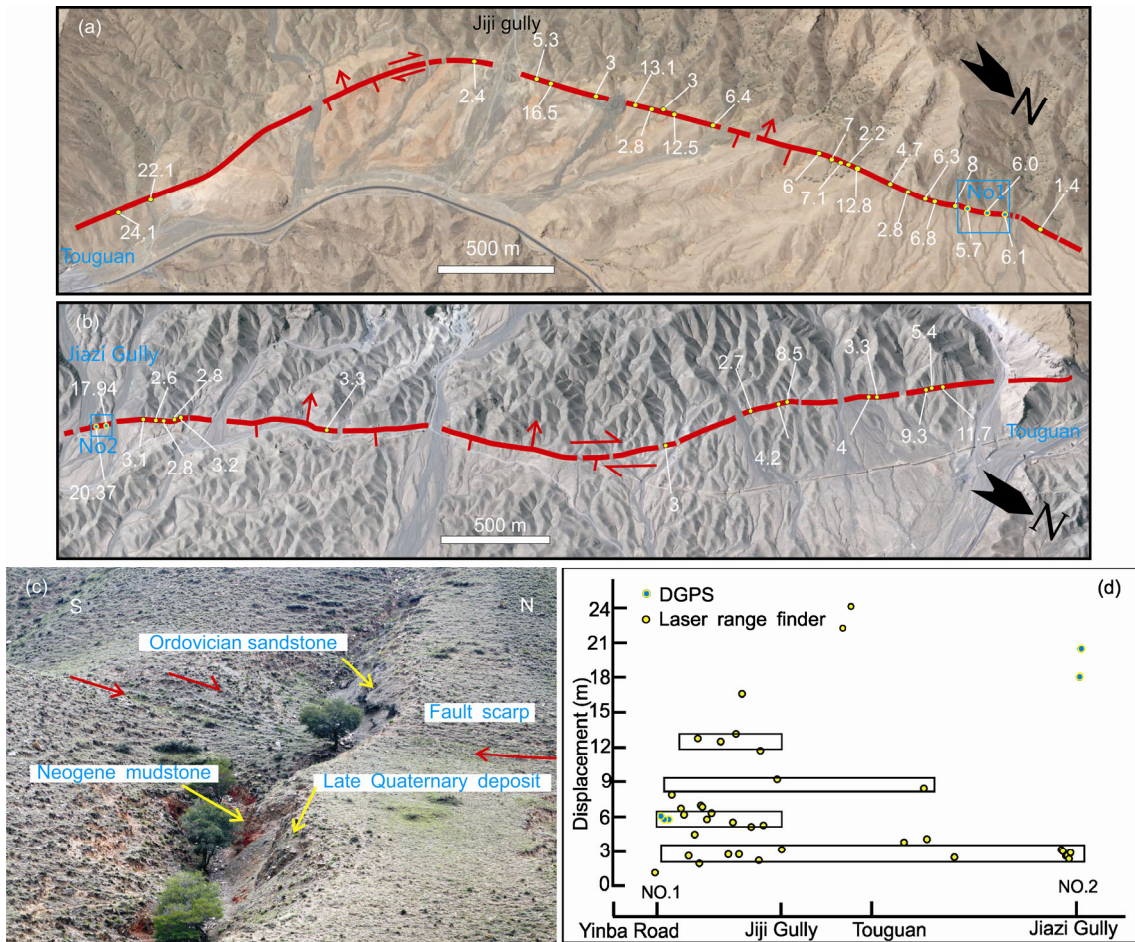 (a)
Jiji gully
5.3
3
13.1
3
6.4
2.4
16.5
2.8
12.5
7
2.2
4.7
6.3
8
6.0
No1
1.4
6
7.1
12.8
2.8
6.8
5.7
6.1
22.1
24.1
Touguan
500 m
N
(b)
Jiazi Gully
17.94
2.6
2.8
3.3
2.7
8.5
3.3
5.4
No2
3.1
2.8
3.2
20.37
3
4.2
4
9.3
11.7
Touguan
500 m
N
(c)
S
N
Ordovician sandstone
Fault scarp
Neogene mudstone
Late Quaternary deposit
(d)
DGPS
Laser range finder
Displacement (m)
24
21
18
15
12
9
6
3
0
NO.1
NO.2
Yinba Road
Jiji Gully
Touguan
Jiazi Gully